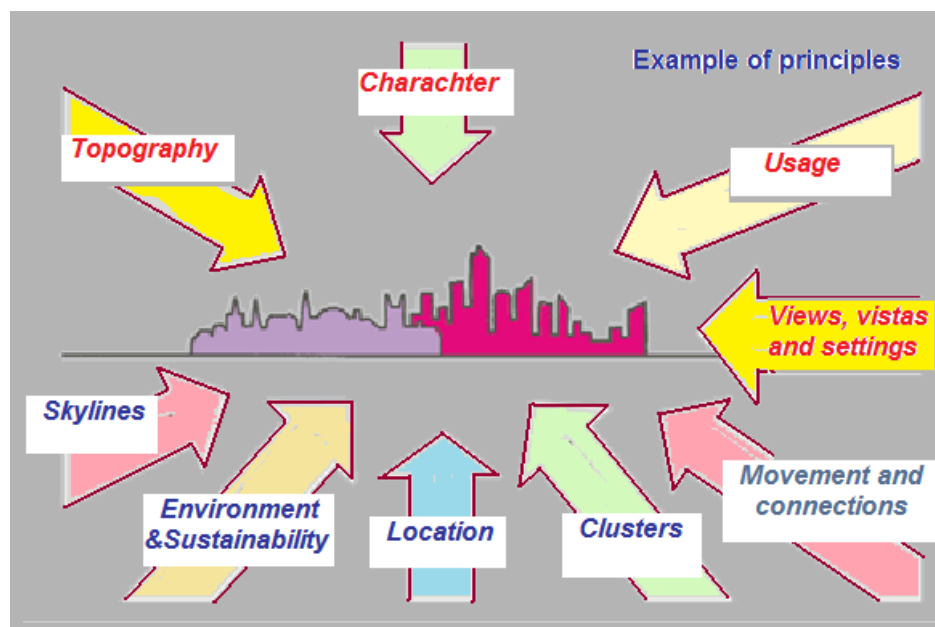 Example of principles
Charachter
Topography
Usage
Views, vistas
and settings
Skylines
Environment
&Sustainability
Location
Clusters
Movement and
connections